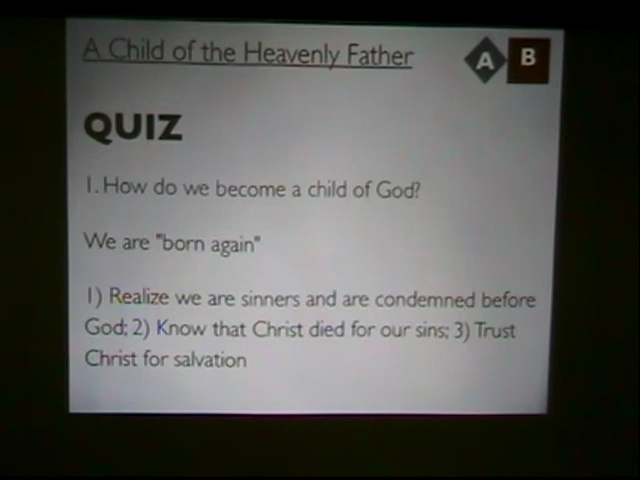 A Child of the Heavenly Father
A B
QUIZ
1. How do we become a child of God?
We are "born again"
1) Realize we are sinners and are condemned before
God; 2) Know that Christ died for our sins; 3) Trust
Christ for salvation